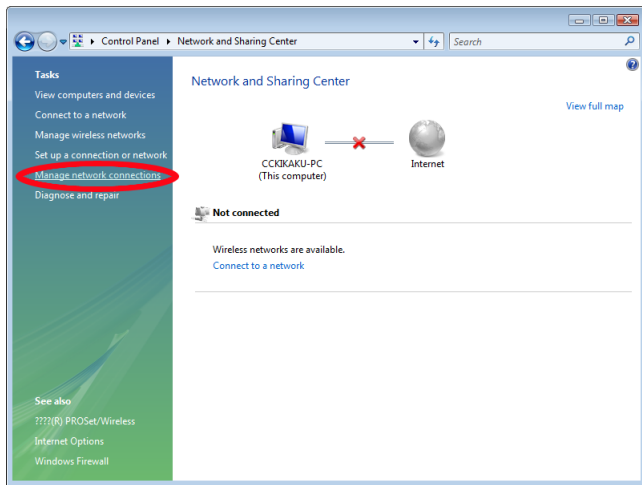 Control Panel ▸ Network and Sharing Center
Search
Tasks
View computers and devices
Connect to a network
Manage wireless networks
Set up a connection or network
Manage network connections
Diagnose and repair
See also
????(R) PROSet/Wireless
Internet Options
Windows Firewall
Network and Sharing Center
View full map
CCKIKAKU-PC
(This computer)
Internet
Not connected
Wireless networks are available.
Connect to a network